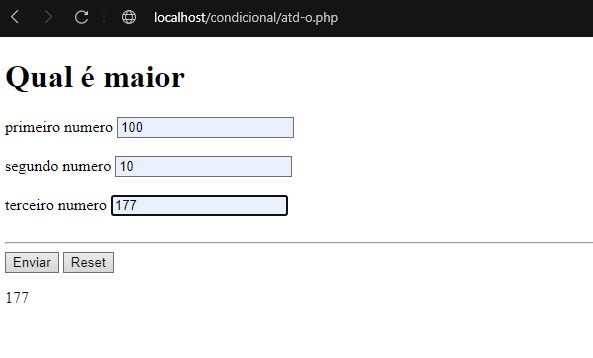 localhost/condicional/atd-o.php
Qual é maior
primeiro numero 100
segundo numero 10
terceiro numero 177
Enviar Reset
177